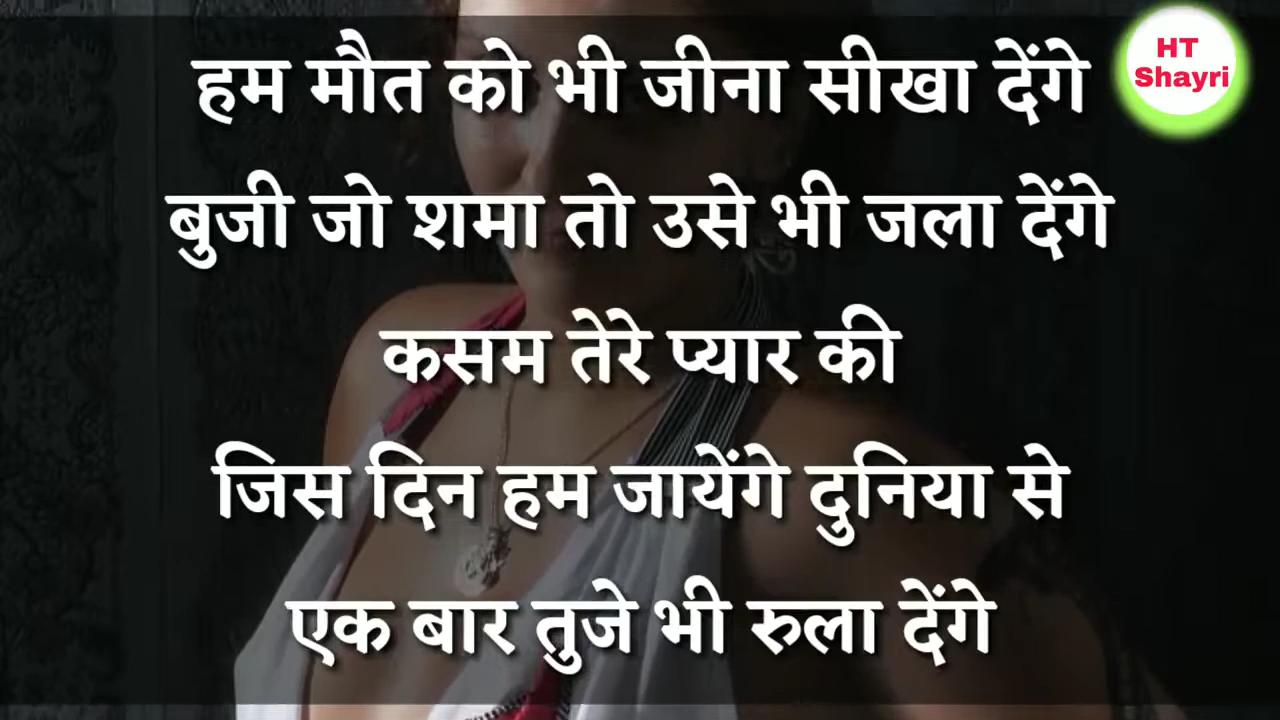 हम मौत को भी जीना सीखा देंगे
बुजी जो शमा तो उसे भी जला देंगे
कसम तेरे प्यार की
जिस दिन हम जायेंगे दुनिया से
एक बार तुजे भी रुला देंगे
HT
Shayri